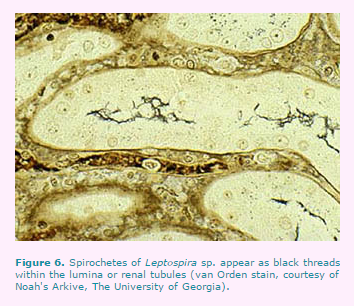 Figure 6. Spirochetes of Leptospira sp. appear as black threads
within the lumina or renal tubules (van Orden stain, courtesy of
Noah's Arkive, The University of Georgia).